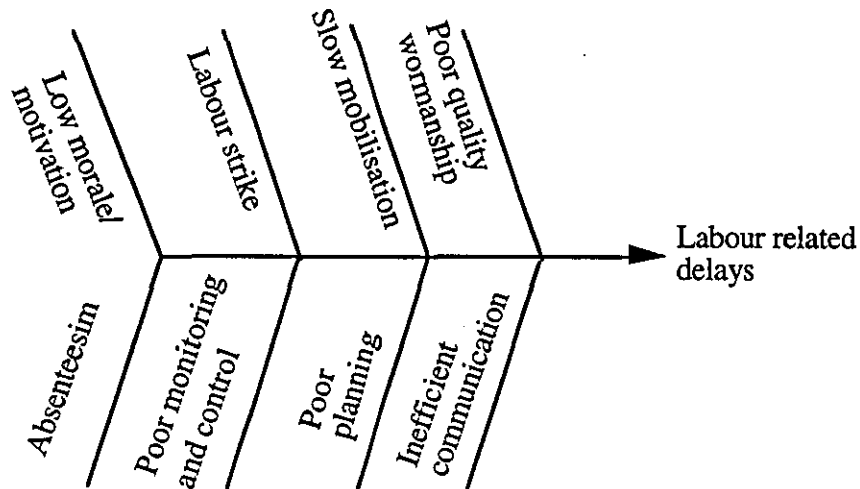 Low morale/
motivation
Labour strike
Slow mobilisation
Poor quality
wormanship
Labour related
delays
Absenteesim
Poor monitoring
and control
Poor
planning
Inefficient
communication